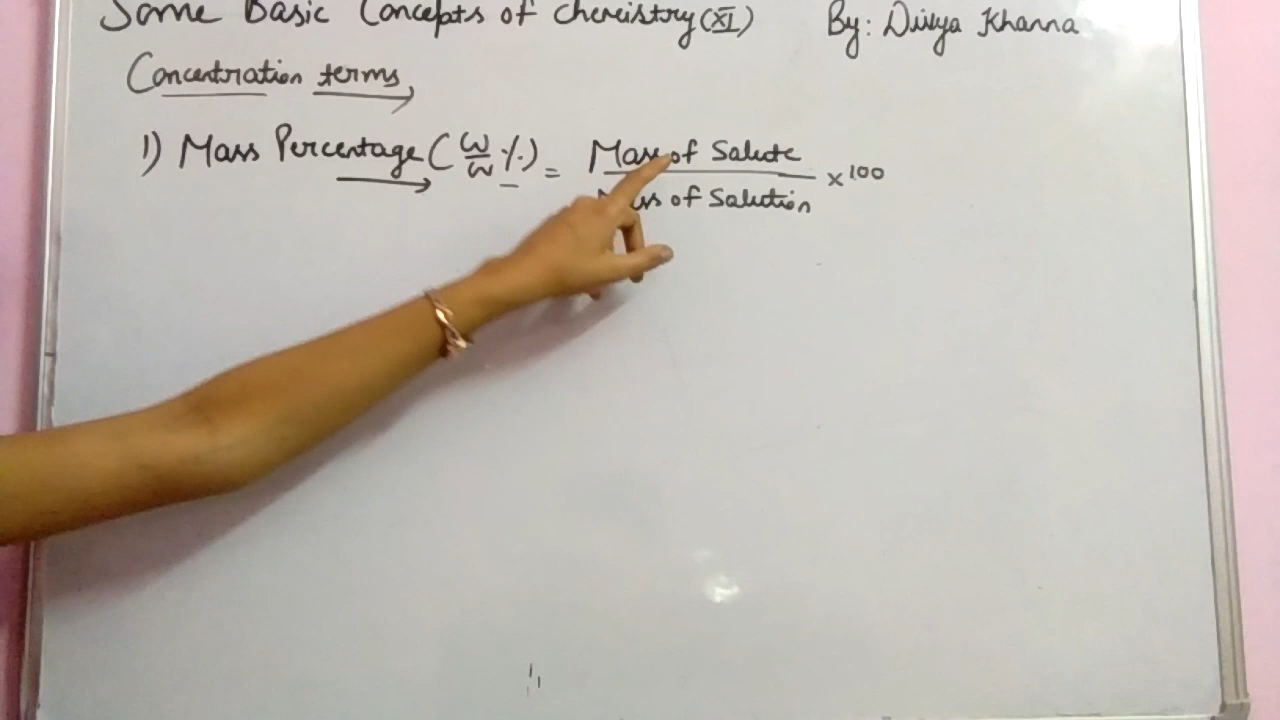 Some Basic Concepts of Chemistry (XI) By: Divya Khanna
Concentration terms
1) Mass Percentage (w/w %) = Mass of Solute / Mass of Solution × 100